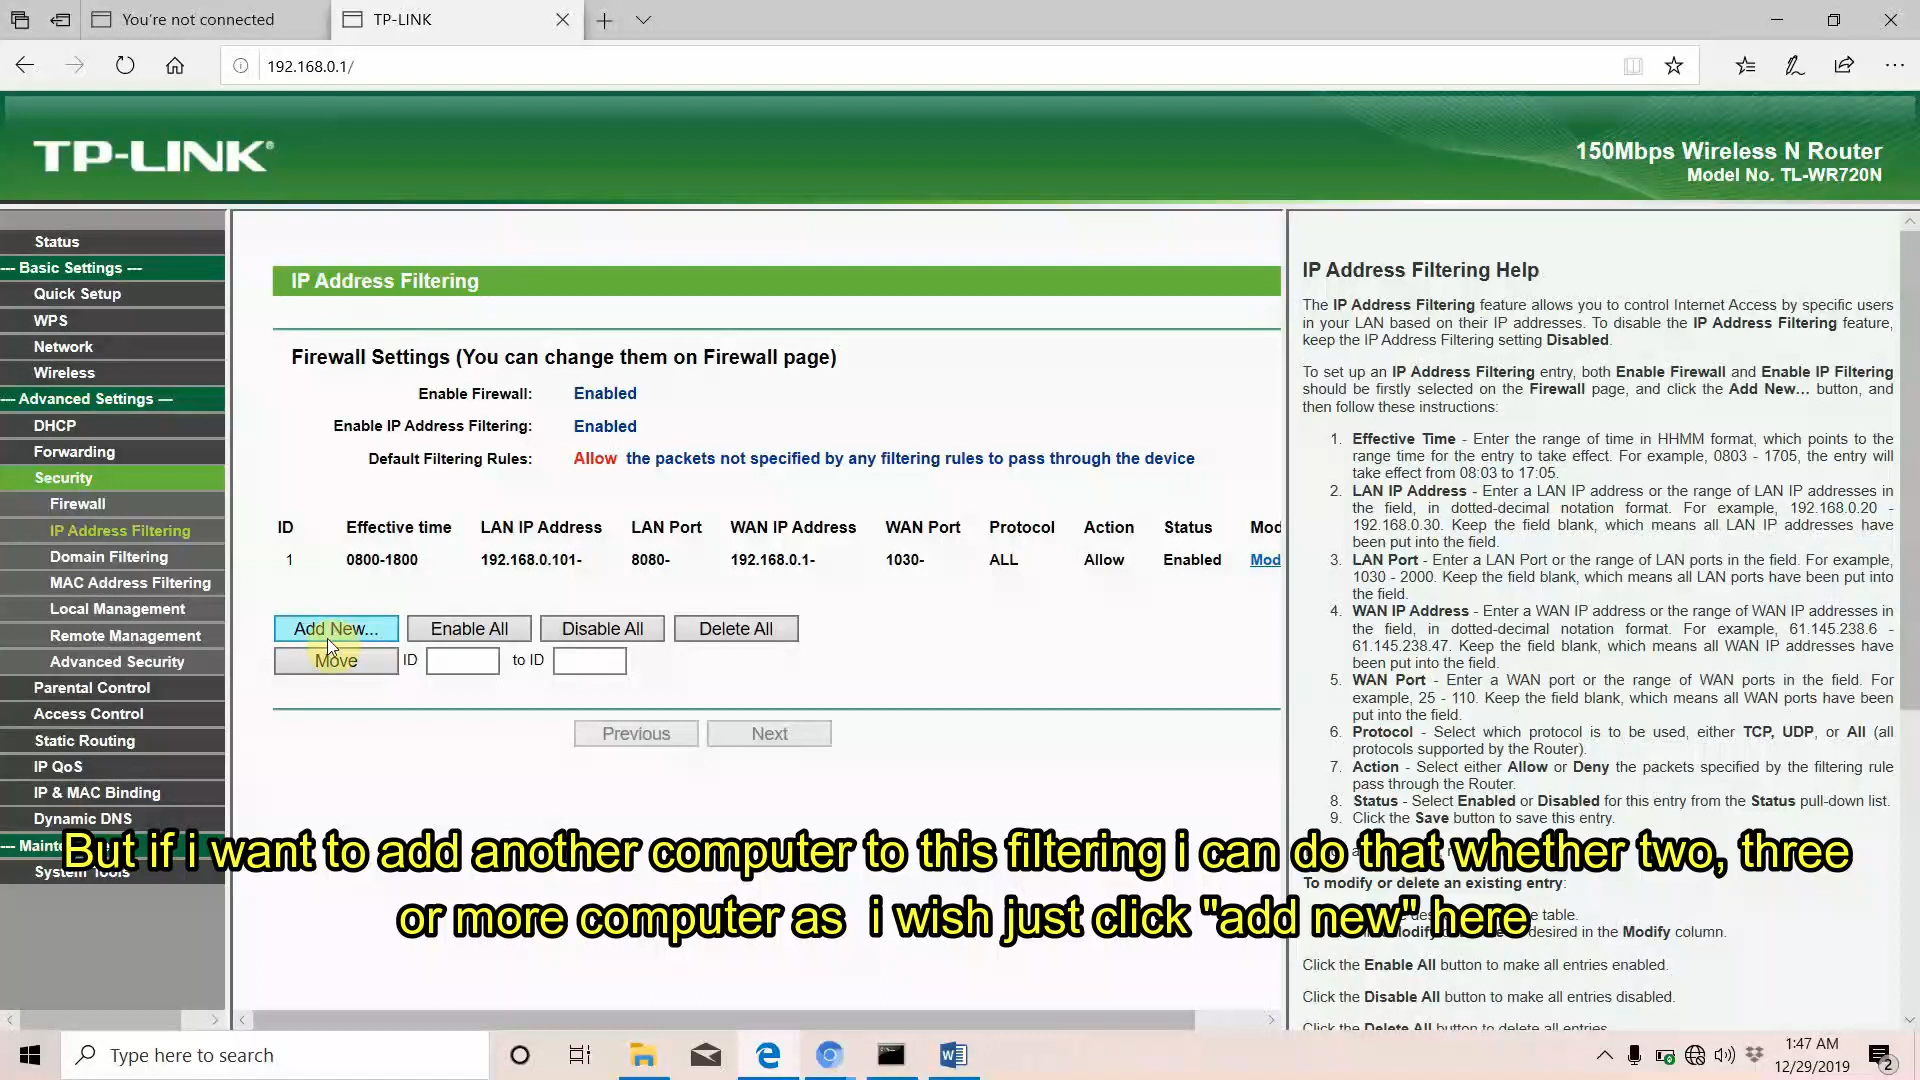 You're not connected
TP-LINK
192.168.0.1/
TP-LINK®
150Mbps Wireless N Router
Model No. TL-WR720N
Status
--- Basic Settings ---
Quick Setup
WPS
Network
Wireless
--- Advanced Settings ---
DHCP
Forwarding
Security
Firewall
IP Address Filtering
Domain Filtering
MAC Address Filtering
Local Management
Remote Management
Advanced Security
Parental Control
Access Control
Static Routing
IP QoS
IP & MAC Binding
Dynamic DNS
System Tools
IP Address Filtering
Firewall Settings (You can change them on Firewall page)
Enable Firewall: Enabled
Enable IP Address Filtering: Enabled
Default Filtering Rules: Allow the packets not specified by any filtering rules to pass through the device
ID Effective time LAN IP Address LAN Port WAN IP Address WAN Port Protocol Action Status Mod
1 0800-1800 192.168.0.101- 8080- 192.168.0.1- 1030- ALL Allow Enabled Mod
Add New... Enable All Disable All Delete All
Move ID to ID
Previous Next
IP Address Filtering Help
The IP Address Filtering feature allows you to control Internet Access by specific users
in your LAN based on their IP addresses. To disable the IP Address Filtering feature,
keep the IP Address Filtering setting Disabled.
To set up an IP Address Filtering entry, both Enable Firewall and Enable IP Filtering
should be firstly selected on the Firewall page, and click the Add New... button, and
then follow these instructions:
1. Effective Time - Enter the range of time in HHMM format, which points to the
range time for the entry to take effect. For example, 0803 - 1705, the entry will
take effect from 08:03 to 17:05.
2. LAN IP Address - Enter a LAN IP address or the range of LAN IP addresses in
the field, in dotted-decimal notation format. For example, 192.168.0.20 -
192.168.0.30. Keep the field blank, which means all LAN IP addresses have
been put into the field.
3. LAN Port - Enter a LAN Port or the range of LAN ports in the field. For example,
1030 - 2000. Keep the field blank, which means all LAN ports have been put into
the field.
4. WAN IP Address - Enter a WAN IP address or the range of WAN IP addresses in
the field, in dotted-decimal notation format. For example, 61.145.238.6 -
61.145.238.47. Keep the field blank, which means all WAN IP addresses have
been put into the field.
5. WAN Port - Enter a WAN port or the range of WAN ports in the field. For
example, 25 - 110. Keep the field blank, which means all WAN ports have been
put into the field.
6. Protocol - Select which protocol is to be used, either TCP, UDP, or All (all
protocols supported by the Router).
7. Action - Select either Allow or Deny the packets specified by the filtering rule
pass through the Router.
8. Status - Select Enabled or Disabled for this entry from the Status pull-down list.
9. Click the Save button to save this entry.
To modify or delete an existing entry:
table.
desired in the Modify column.
Click the Enable All button to make all entries enabled.
Click the Disable All button to make all entries disabled.
Click the Delete All button to delete all entries
But if i want to add another computer to this filtering i can do that whether two, three
or more computer as i wish just click "add new" here
Type here to search
1:47 AM
12/29/2019
2